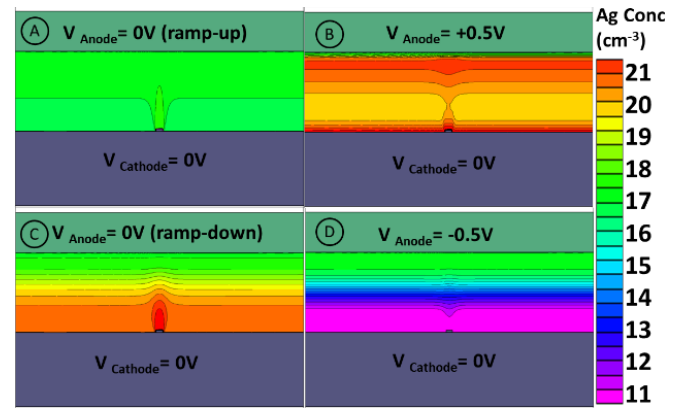 A V Anode= 0V (ramp-up)
V Cathode= 0V
B V Anode= +0.5V
V Cathode= 0V
C V Anode= 0V (ramp-down)
V Cathode= 0V
D V Anode= -0.5V
V Cathode= 0V
Ag Conc
(cm-3)
21
20
19
18
17
16
15
14
13
12
11